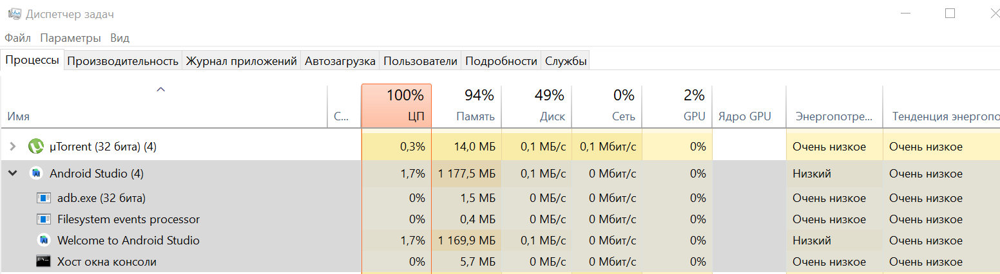 Диспетчер задач
Файл Параметры Вид
Процессы Производительность Журнал приложений Автозагрузка Пользователи Подробности Службы
100% 94% 49% 0% 2%
Имя С... ЦП Память Диск Сеть GPU Ядро GPU Энергопотре... Тенденция энергопо
µTorrent (32 бита) (4) 0,3% 14,0 МБ 0,1 МБ/с 0,1 Мбит/с 0% Очень низкое Очень низкое
Android Studio (4) 1,7% 1 177,5 МБ 0,1 МБ/с 0 Мбит/с 0% Низкий Очень низкое
adb.exe (32 бита) 0% 1,5 МБ 0 МБ/с 0 Мбит/с 0% Очень низкое Очень низкое
Filesystem events processor 0% 0,4 МБ 0 МБ/с 0 Мбит/с 0% Очень низкое Очень низкое
Welcome to Android Studio 1,7% 1 169,9 МБ 0,1 МБ/с 0 Мбит/с 0% Низкий Очень низкое
Хост окна консоли 0% 5,7 МБ 0 МБ/с 0 Мбит/с 0% Очень низкое Очень низкое